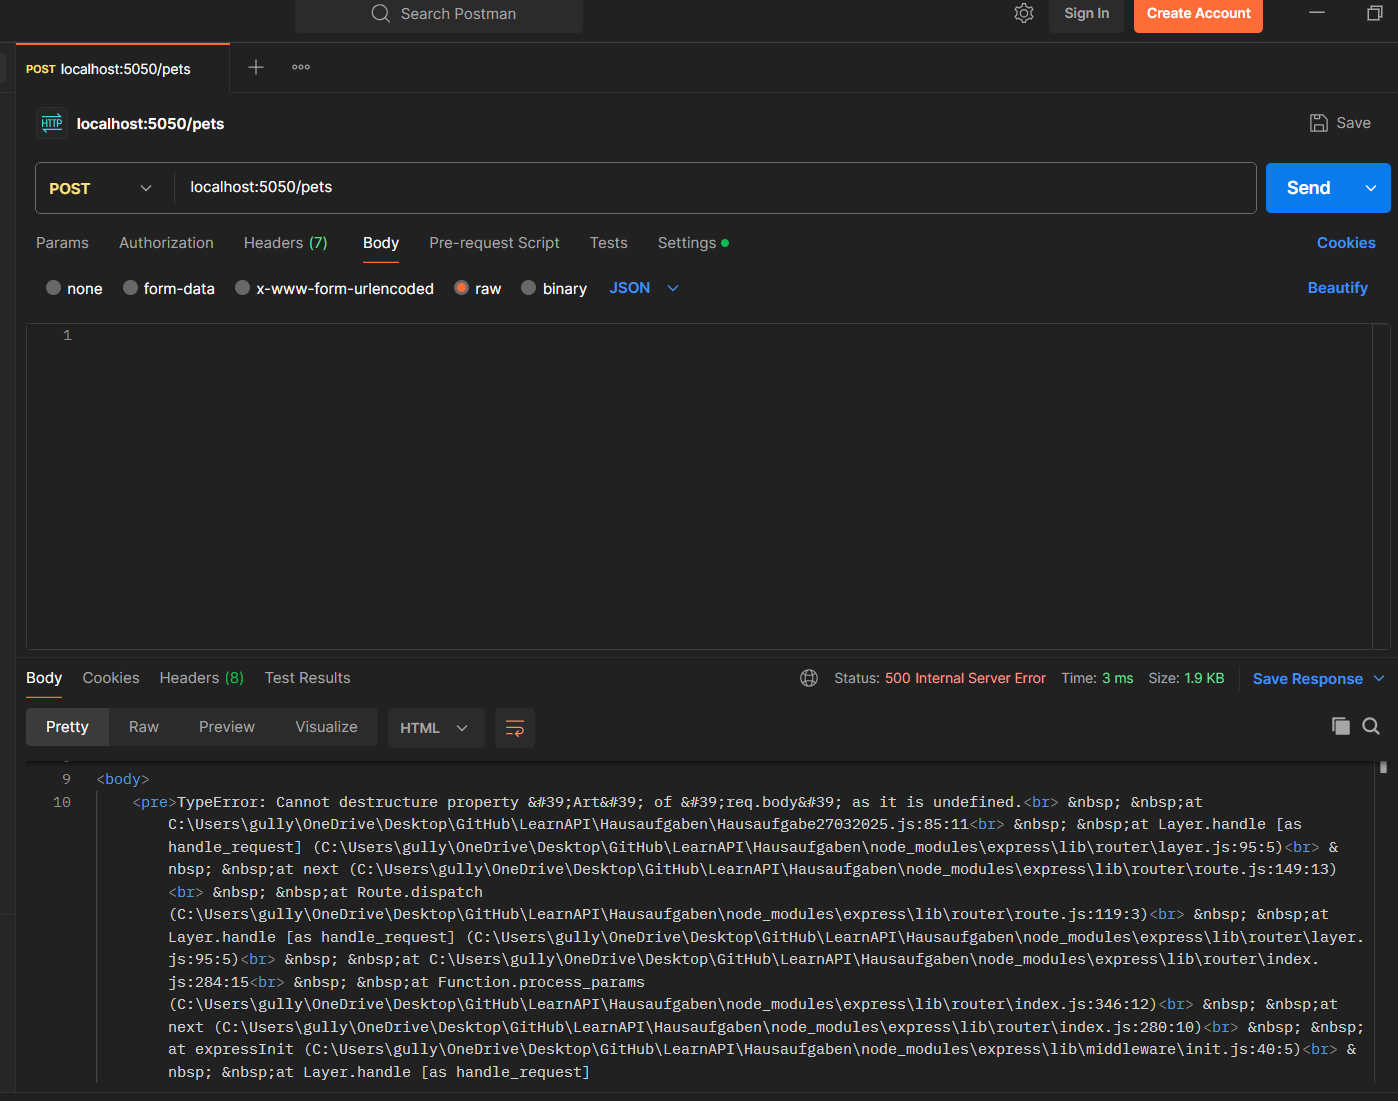 Search Postman
Sign In
Create Account
POST localhost:5050/pets
HTTP localhost:5050/pets
Save
POST
localhost:5050/pets
Send
Params
Authorization
Headers (7)
Body
Pre-request Script
Tests
Settings
Cookies
none
form-data
x-www-form-urlencoded
raw
binary
JSON
Beautify
1
Body
Cookies
Headers (8)
Test Results
Status: 500 Internal Server Error
Time: 3 ms
Size: 1.9 KB
Save Response
Pretty
Raw
Preview
Visualize
HTML
9 <body>
10 <pre>TypeError: Cannot destructure property &#39;Art&#39; of &#39;req.body&#39; as it is undefined.<br> &nbsp; &nbsp;at
C:\Users\gully\OneDrive\Desktop\GitHub\LearnAPI\Hausaufgaben\Hausaufgabe27032025.js:85:11<br> &nbsp; &nbsp;at Layer.handle [as
handle_request] (C:\Users\gully\OneDrive\Desktop\GitHub\LearnAPI\Hausaufgaben\node_modules\express\lib\router\layer.js:95:5)<br> &
nbsp; &nbsp;at next (C:\Users\gully\OneDrive\Desktop\GitHub\LearnAPI\Hausaufgaben\node_modules\express\lib\router\route.js:149:13)
<br> &nbsp; &nbsp;at Route.dispatch
(C:\Users\gully\OneDrive\Desktop\GitHub\LearnAPI\Hausaufgaben\node_modules\express\lib\router\route.js:119:3)<br> &nbsp; &nbsp;at
Layer.handle [as handle_request] (C:\Users\gully\OneDrive\Desktop\GitHub\LearnAPI\Hausaufgaben\node_modules\express\lib\router\layer.
js:95:5)<br> &nbsp; &nbsp;at C:\Users\gully\OneDrive\Desktop\GitHub\LearnAPI\Hausaufgaben\node_modules\express\lib\router\index.
js:284:15<br> &nbsp; &nbsp;at Function.process_params
(C:\Users\gully\OneDrive\Desktop\GitHub\LearnAPI\Hausaufgaben\node_modules\express\lib\router\index.js:346:12)<br> &nbsp; &nbsp;at
next (C:\Users\gully\OneDrive\Desktop\GitHub\LearnAPI\Hausaufgaben\node_modules\express\lib\router\index.js:280:10)<br> &nbsp; &nbsp;
at expressInit (C:\Users\gully\OneDrive\Desktop\GitHub\LearnAPI\Hausaufgaben\node_modules\express\lib\middleware\init.js:40:5)<br> &
nbsp; &nbsp;at Layer.handle [as handle_request]